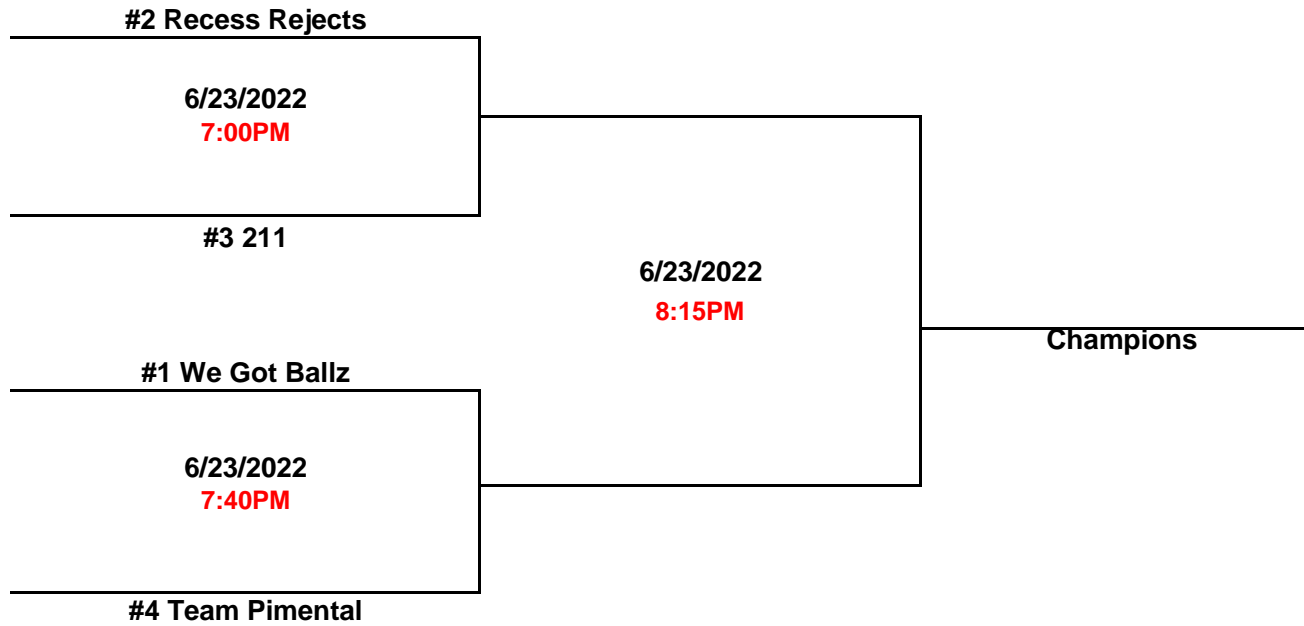 #2 Recess Rejects
6/23/2022
7:00PM
#3 211
6/23/2022
8:15PM
Champions
#1 We Got Ballz
6/23/2022
7:40PM
#4 Team Pimental